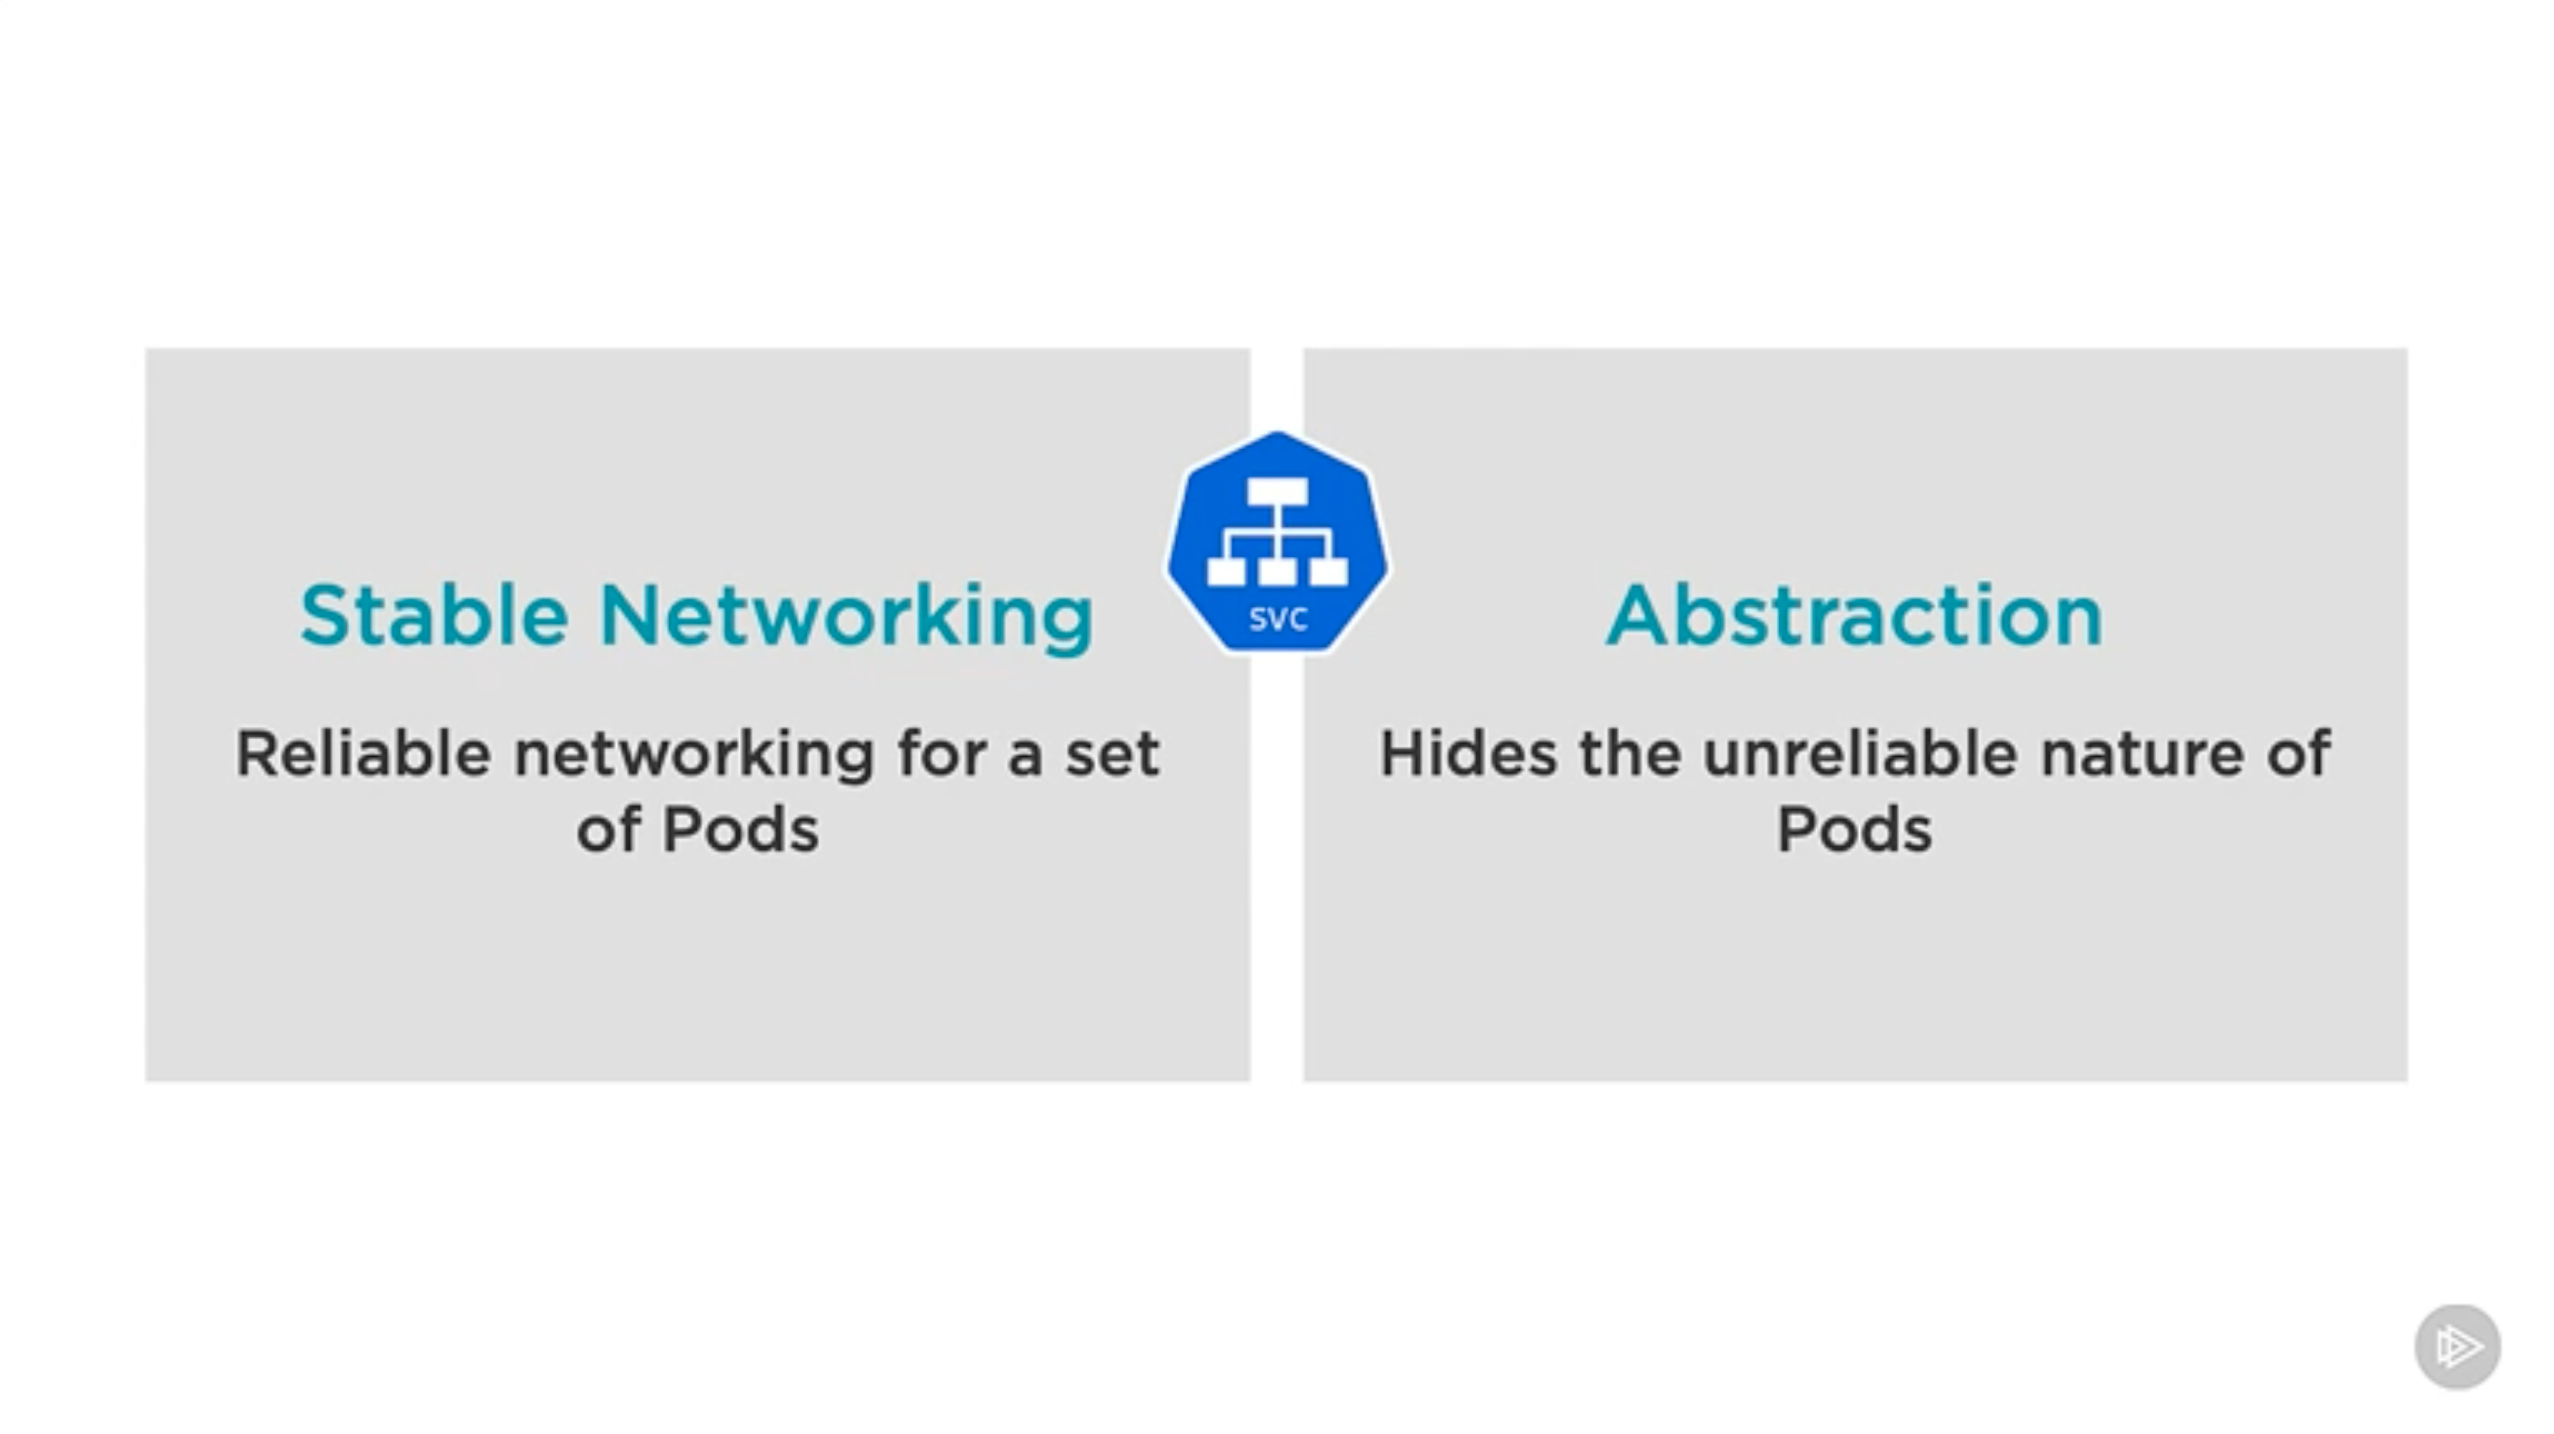 Stable Networking
Reliable networking for a set
of Pods
svc
Abstraction
Hides the unreliable nature of
Pods